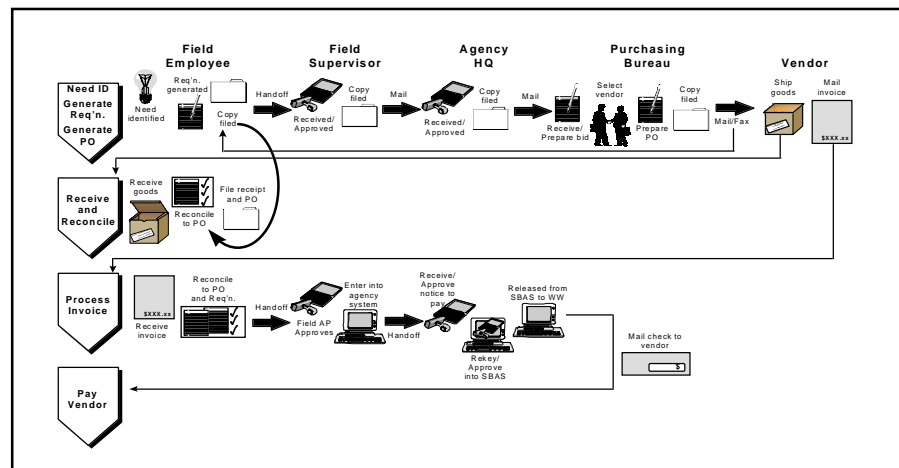 Field
Employee
Field
Supervisor
Agency
HQ
Purchasing
Bureau
Vendor
Need ID
Generate
Req'n.
Generate
PO
Need
identified
Req'n.
generated
Copy
filed
Handoff
Received/
Approved
Copy
filed
Mail
Received/
Approved
Copy
filed
Mail
Receive/
Prepare bid
Select
vendor
Prepare
PO
Copy
filed
Mail/Fax
Ship
goods
Mail
invoice
$XXX.xx
Receive
and
Reconcile
Receive
goods
Reconcile
to PO
File receipt
and PO
Process
Invoice
$XXX.xx
Receive
invoice
Reconcile
to PO
and Req'n.
Handoff
Field AP
Approves
Enter into
agency
system
Handoff
Receive/
Approve
notice to
pay
Rekey/
Approve
into SBAS
Released from
SBAS to WW
Mail check to
vendor
$
Pay
Vendor